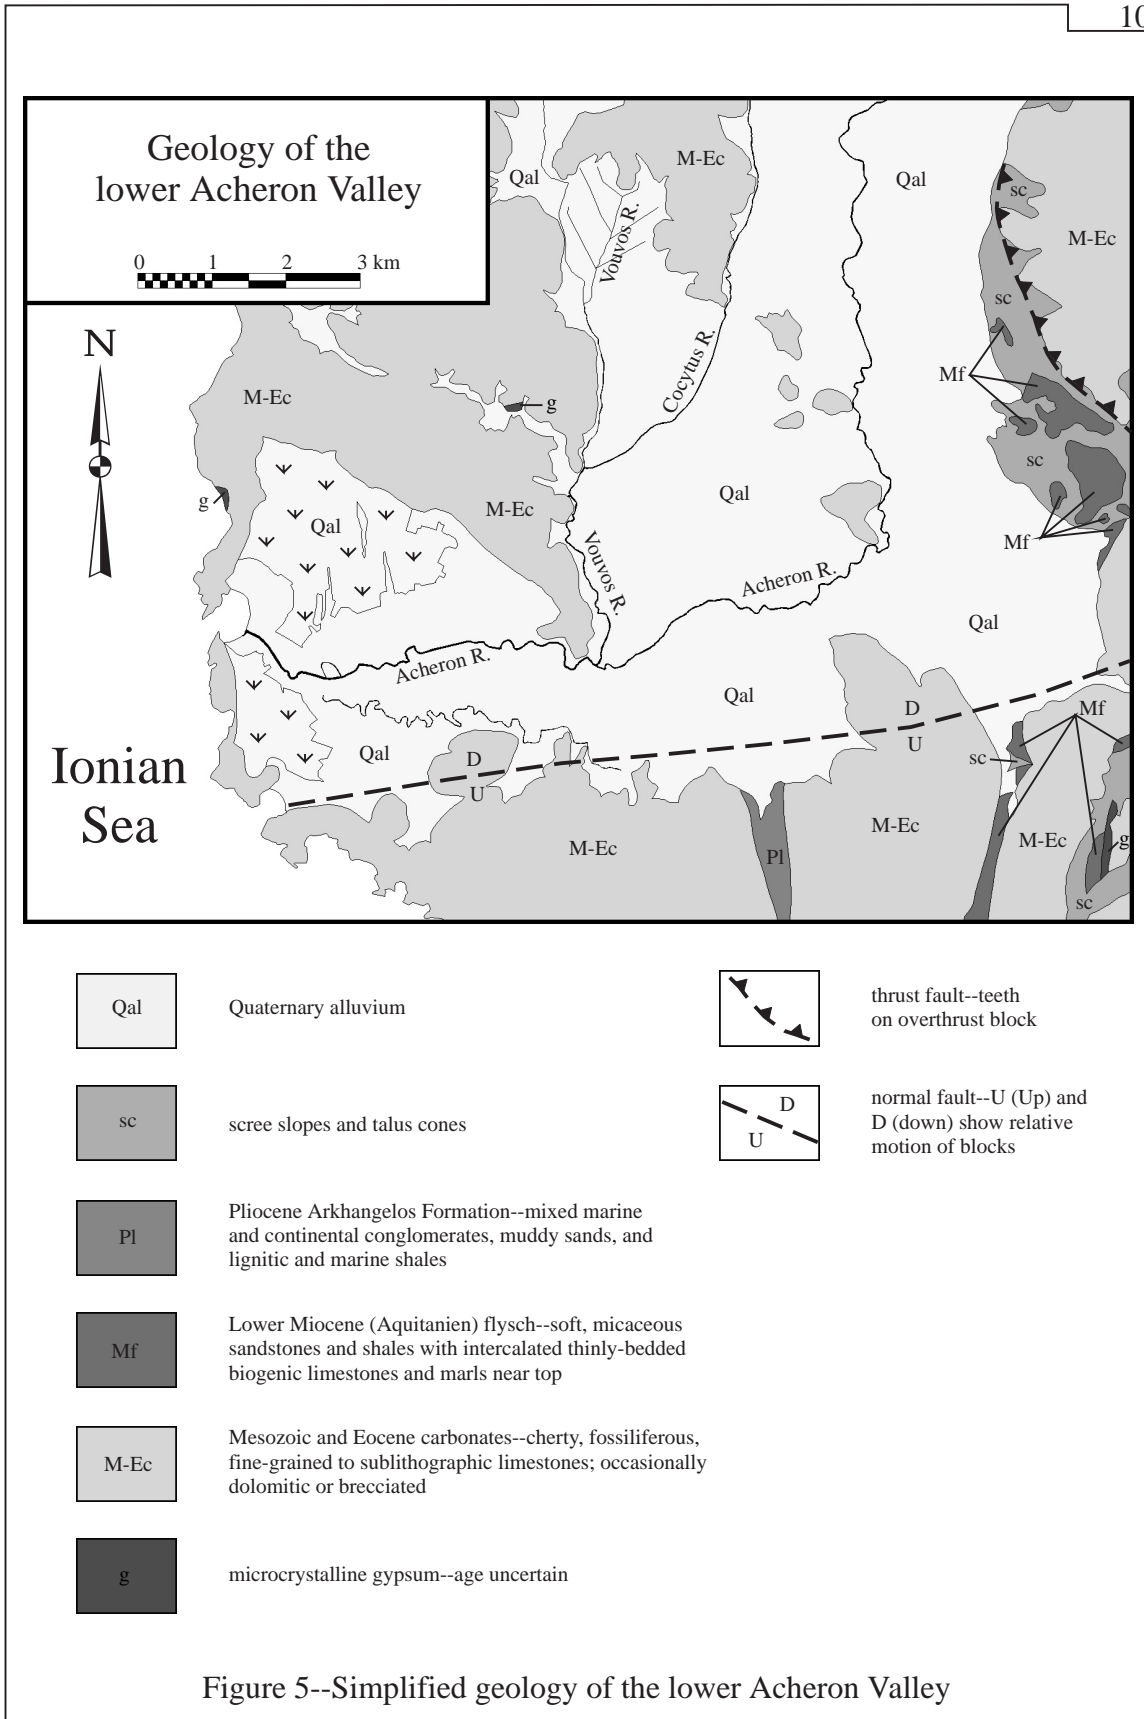 10
Geology of the
lower Acheron Valley
0 1 2 3 km
N
Qal
M-Ec
Qal
sc
M-Ec
Vouvos R.
sc
Cocytus R.
Mf
M-Ec
g
sc
g
Qal
M-Ec
Qal
Mf
Vouvos R.
Acheron R.
Qal
Acheron R.
Qal
D
Mf
U
Ionian
Sea
Qal
D
U
sc
M-Ec
Pl
M-Ec
M-Ec
g
sc
Qal
Quaternary alluvium
sc
scree slopes and talus cones
Pl
Pliocene Arkhangelos Formation--mixed marine
and continental conglomerates, muddy sands, and
lignitic and marine shales
Mf
Lower Miocene (Aquitanien) flysch--soft, micaceous
sandstones and shales with intercalated thinly-bedded
biogenic limestones and marls near top
M-Ec
Mesozoic and Eocene carbonates--cherty, fossiliferous,
fine-grained to sublithographic limestones; occasionally
dolomitic or brecciated
g
microcrystalline gypsum--age uncertain
thrust fault--teeth
on overthrust block
D
U
normal fault--U (Up) and
D (down) show relative
motion of blocks
Figure 5--Simplified geology of the lower Acheron Valley